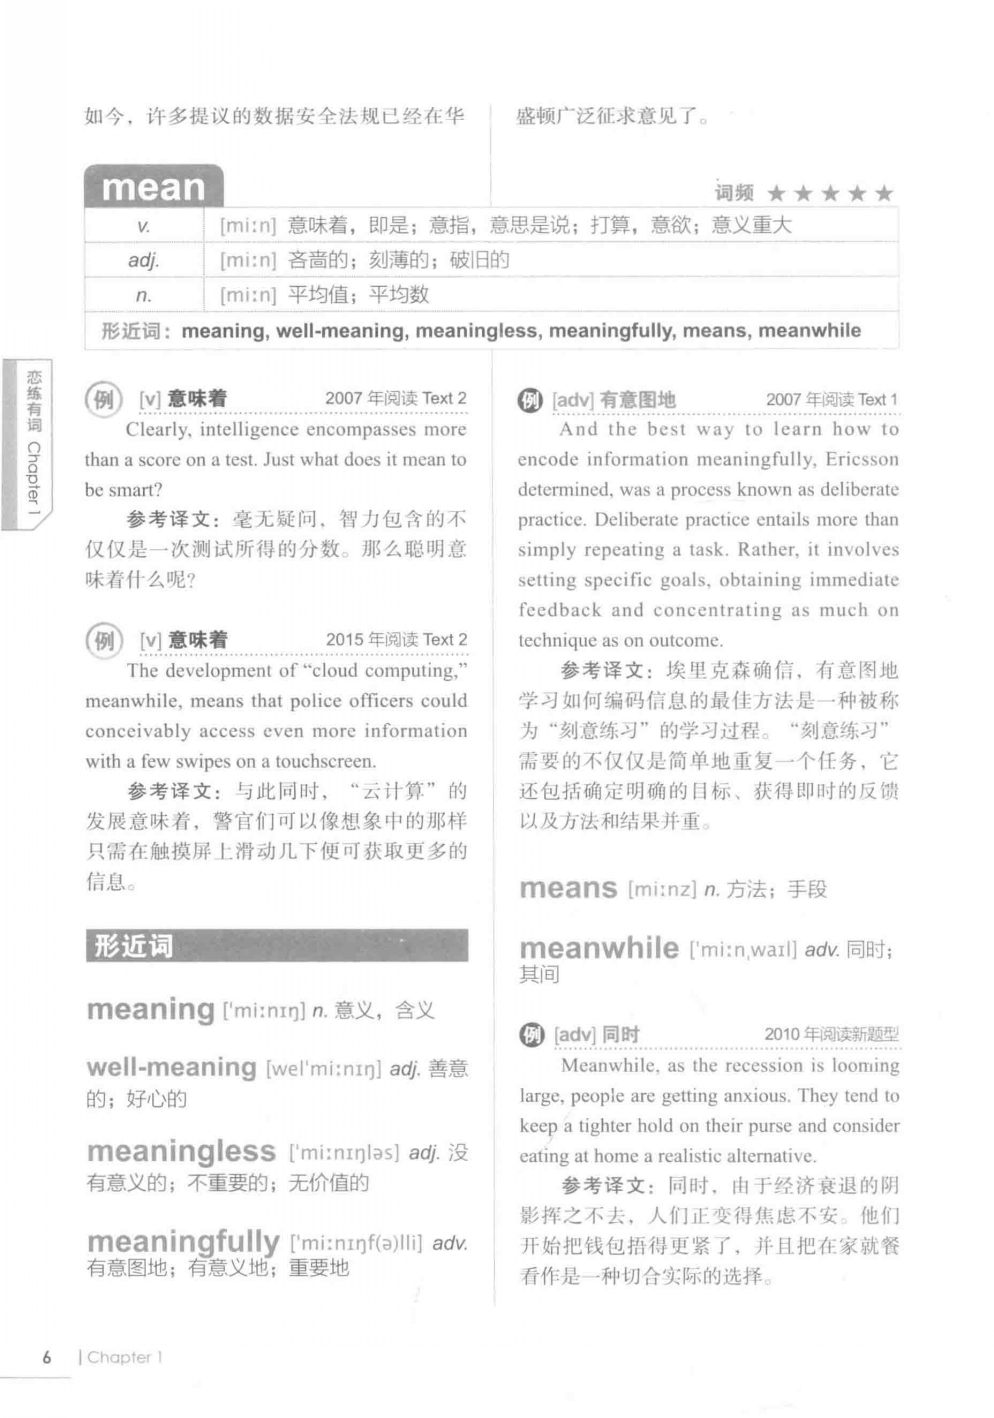 如今，许多提议的数据安全法规已经在华
盛顿广泛征求意见了。
mean
词频 ★★★★★
v. [mi:n] 意味着，即是；意指，意思是说；打算，意欲；意义重大
adj. [mi:n] 吝啬的；刻薄的；破旧的
n. [mi:n] 平均值；平均数
形近词：meaning, well-meaning, meaningless, meaningfully, means, meanwhile
恋练有词 Chapter 1
例 [v] 意味着 2007 年阅读 Text 2
Clearly, intelligence encompasses more
than a score on a test. Just what does it mean to
be smart?
参考译文：毫无疑问，智力包含的不
仅仅是一次测试所得的分数。那么聪明意
味着什么呢？
例 [v] 意味着 2015 年阅读 Text 2
The development of “cloud computing,”
meanwhile, means that police officers could
conceivably access even more information
with a few swipes on a touchscreen.
参考译文：与此同时，“云计算”的
发展意味着，警官们可以像想象中的那样
只需在触摸屏上滑动几下便可获取更多的
信息。
形近词
meaning ['mi:nɪŋ] n. 意义，含义
well-meaning [wel'mi:nɪŋ] adj. 善意
的；好心的
meaningless ['mi:nɪŋləs] adj. 没
有意义的；不重要的；无价值的
meaningfully ['mi:nɪŋf(ə)lli] adv.
有意图地；有意义地；重要地
例 [adv] 有意图地 2007 年阅读 Text 1
And the best way to learn how to
encode information meaningfully, Ericsson
determined, was a process known as deliberate
practice. Deliberate practice entails more than
simply repeating a task. Rather, it involves
setting specific goals, obtaining immediate
feedback and concentrating as much on
technique as on outcome.
参考译文：埃里克森确信，有意图地
学习如何编码信息的最佳方法是一种被称
为“刻意练习”的学习过程。“刻意练习”
需要的不仅仅是简单地重复一个任务，它
还包括确定明确的目标、获得即时的反馈
以及方法和结果并重。
means [mi:nz] n. 方法；手段
meanwhile ['mi:nˌwaɪl] adv. 同时；
其间
例 [adv] 同时 2010 年阅读新题型
Meanwhile, as the recession is looming
large, people are getting anxious. They tend to
keep a tighter hold on their purse and consider
eating at home a realistic alternative.
参考译文：同时，由于经济衰退的阴
影挥之不去，人们正变得焦虑不安。他们
开始把钱包捂得更紧了，并且把在家就餐
看作是一种切合实际的选择。
6 | Chapter 1